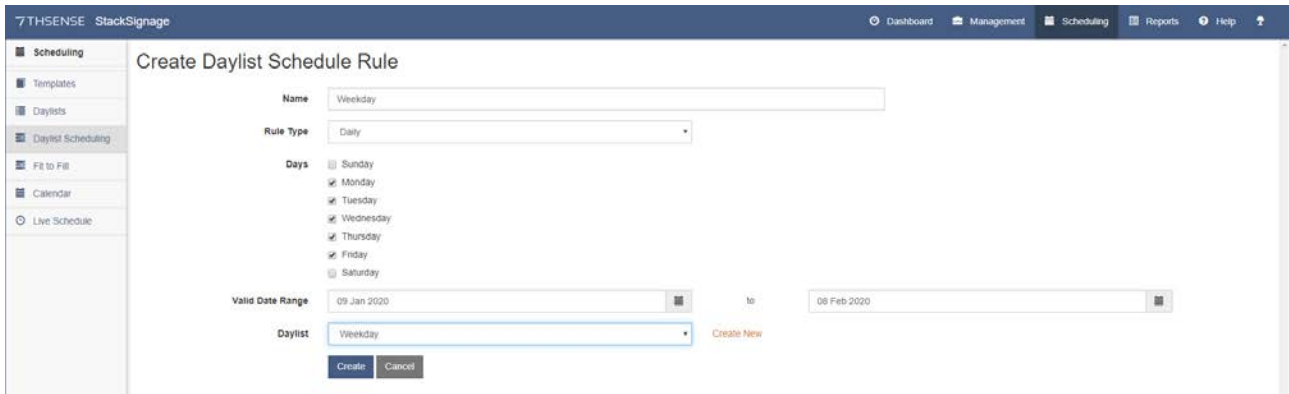 7THSENSE StackSignage
Dashboard Management Scheduling Reports Help
Scheduling
Templates
Daylists
Daylist Scheduling
Fit to Fill
Calendar
Live Schedule
Create Daylist Schedule Rule
Name Weekday
Rule Type Daily
Days Sunday
Monday
Tuesday
Wednesday
Thursday
Friday
Saturday
Valid Date Range 09 Jan 2020 to 08 Feb 2020
Daylist Weekday Create New
Create Cancel